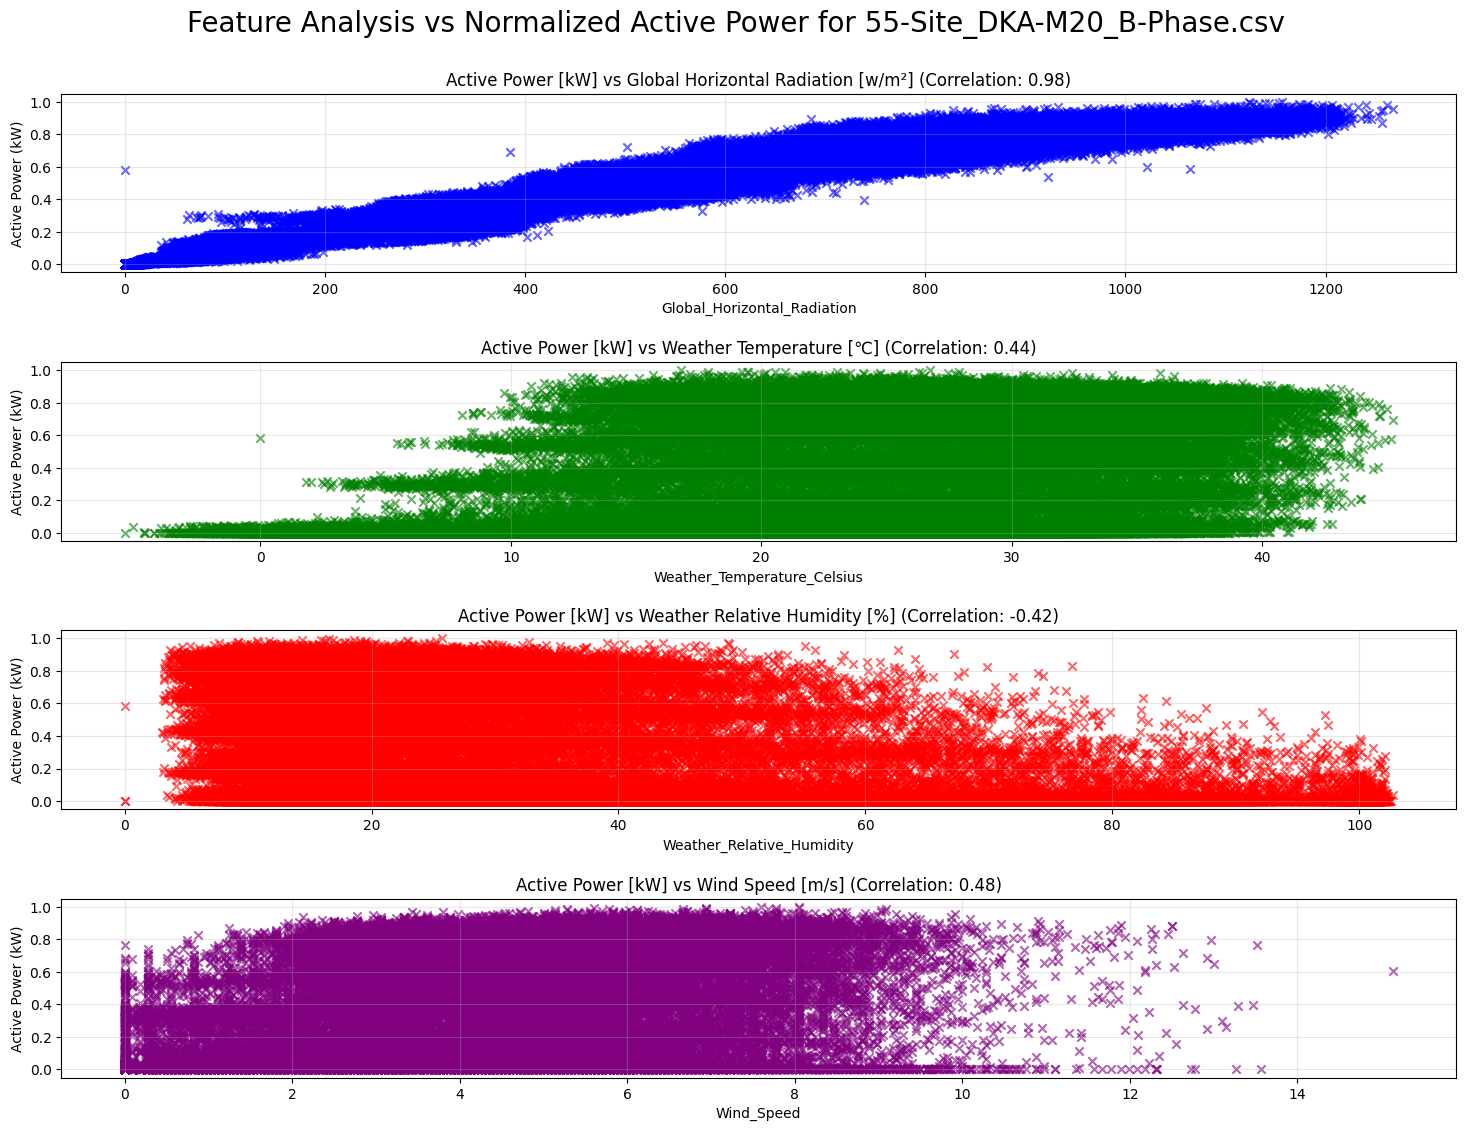 Feature Analysis vs Normalized Active Power for 55-Site_DKA-M20_B-Phase.csv
Active Power [kW] vs Global Horizontal Radiation [w/m²] (Correlation: 0.98)
Active Power (kW)
1.0
0.8
0.6
0.4
0.2
0.0
0 200 400 600 800 1000 1200
Global_Horizontal_Radiation
Active Power [kW] vs Weather Temperature [℃] (Correlation: 0.44)
Active Power (kW)
1.0
0.8
0.6
0.4
0.2
0.0
0 10 20 30 40
Weather_Temperature_Celsius
Active Power [kW] vs Weather Relative Humidity [%] (Correlation: -0.42)
Active Power (kW)
1.0
0.8
0.6
0.4
0.2
0.0
0 20 40 60 80 100
Weather_Relative_Humidity
Active Power [kW] vs Wind Speed [m/s] (Correlation: 0.48)
Active Power (kW)
1.0
0.8
0.6
0.4
0.2
0.0
0 2 4 6 8 10 12 14
Wind_Speed